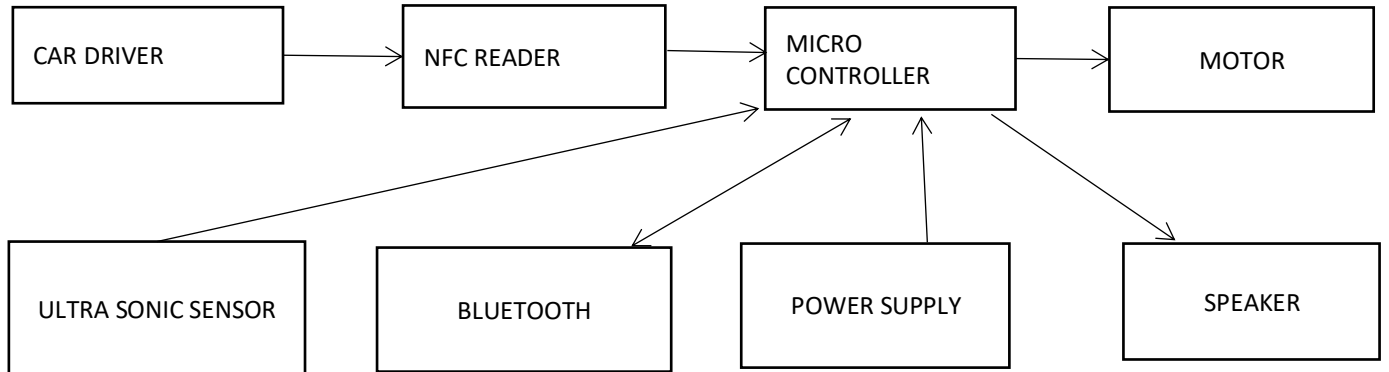 CAR DRIVER
NFC READER
MICRO
CONTROLLER
MOTOR
ULTRA SONIC SENSOR
BLUETOOTH
POWER SUPPLY
SPEAKER